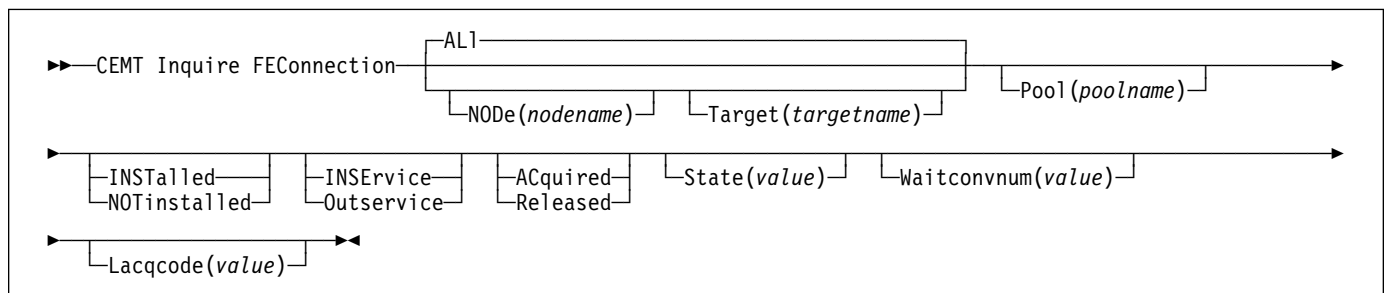 ALl
CEMT Inquire FEConnection
NODe(nodename) Target(targetname) Pool(poolname)
INSTalled INSErvice ACquired State(value) Waitconvnum(value)
NOTinstalled Outservice Released
Lacqcode(value)